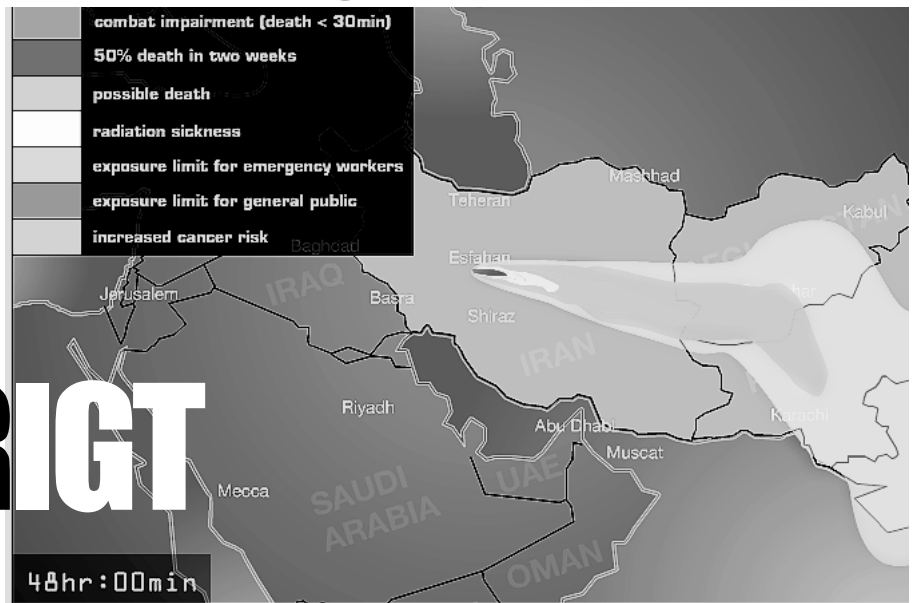 combat impairment (death < 30min)
50% death in two weeks
possible death
radiation sickness
exposure limit for emergency workers
exposure limit for general public
increased cancer risk
Mashhad
Teheran
Kabul
Baghdad
Esfahan
IRAQ
Jerusalem
Basra
Shiraz
IRAN
RIGT
Riyadh
Karachi
Abu Dhabi
Muscat
Mecca
SAUDI
ARABIA
UAE
OMAN
48hr:00min